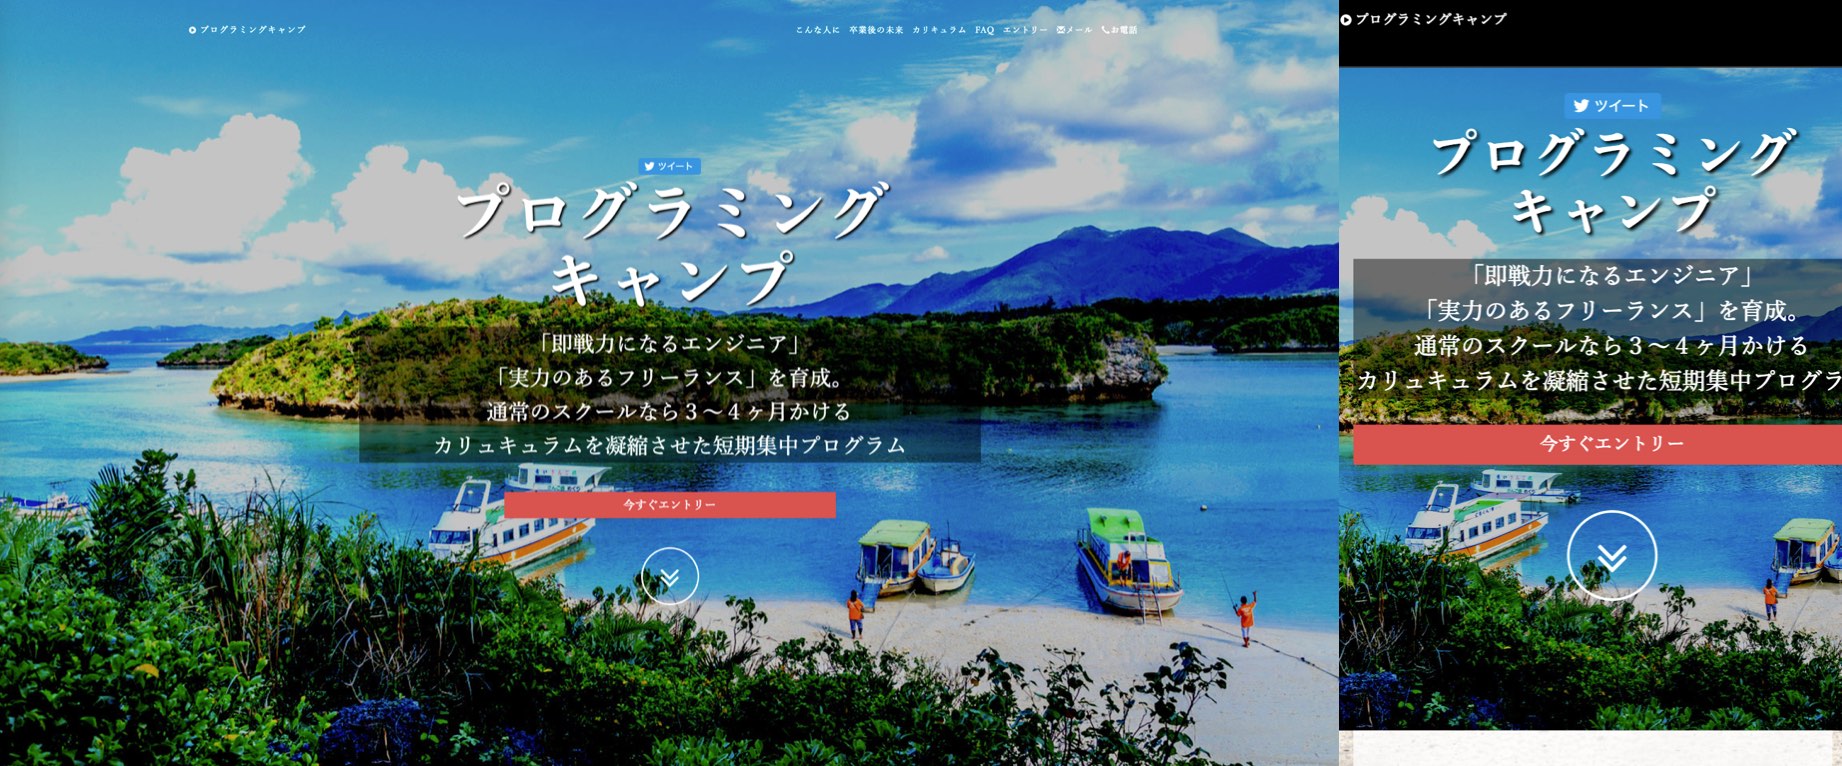 プログラミングキャンプ
こんな人に 卒業後の未来 カリキュラム FAQ エントリー メール お電話
ツイート
プログラミング
キャンプ
「即戦力になるエンジニア」
「実力のあるフリーランス」を育成。
通常のスクールなら３〜４ヶ月かける
カリュキュラムを凝縮させた短期集中プログラム
今すぐエントリー
プログラミングキャンプ
ツイート
プログラミング
キャンプ
「即戦力になるエンジニア」
「実力のあるフリーランス」を育成。
通常のスクールなら３〜４ヶ月かける
カリュキュラムを凝縮させた短期集中プログラ
今すぐエントリー